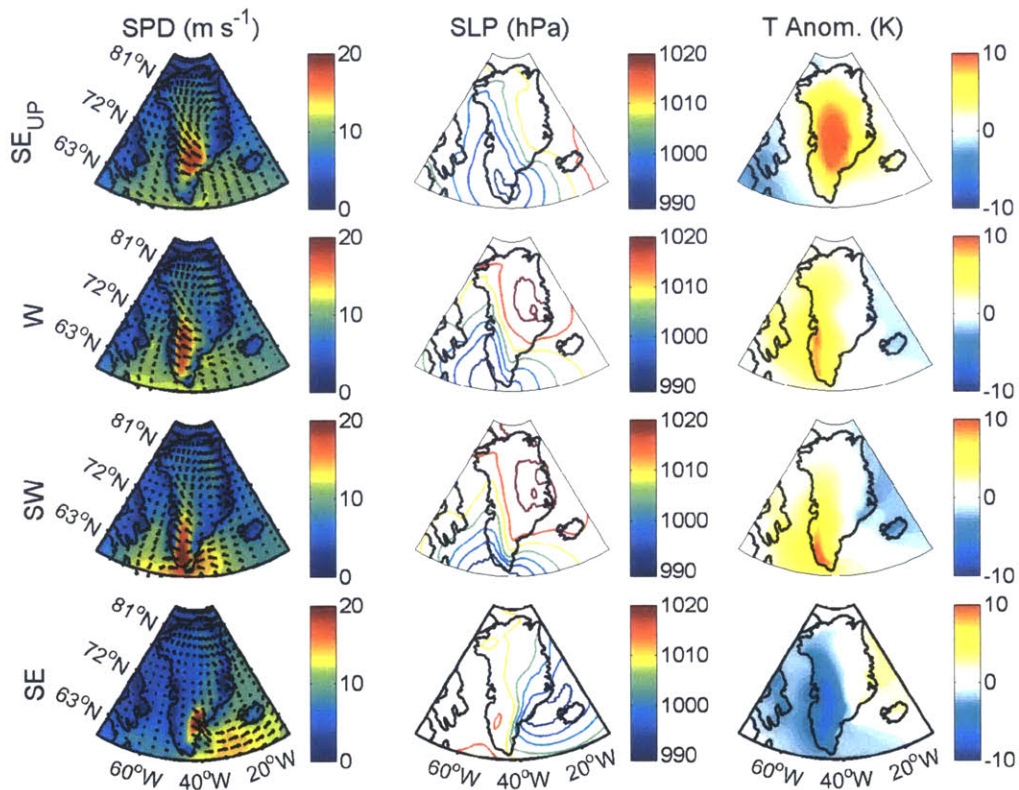 SPD (m s⁻¹) SLP (hPa) T Anom. (K)
SE_UP
81°N
72°N
63°N
20
10
0
1020
1010
1000
990
10
0
-10
W
81°N
72°N
63°N
20
10
0
1020
1010
1000
990
10
0
-10
SW
81°N
72°N
63°N
20
10
0
1020
1010
1000
990
10
0
-10
SE
81°N
72°N
63°N
20
10
0
1020
1010
1000
990
10
0
-10
60°W 40°W 20°W 60°W 40°W 20°W 60°W 40°W 20°W